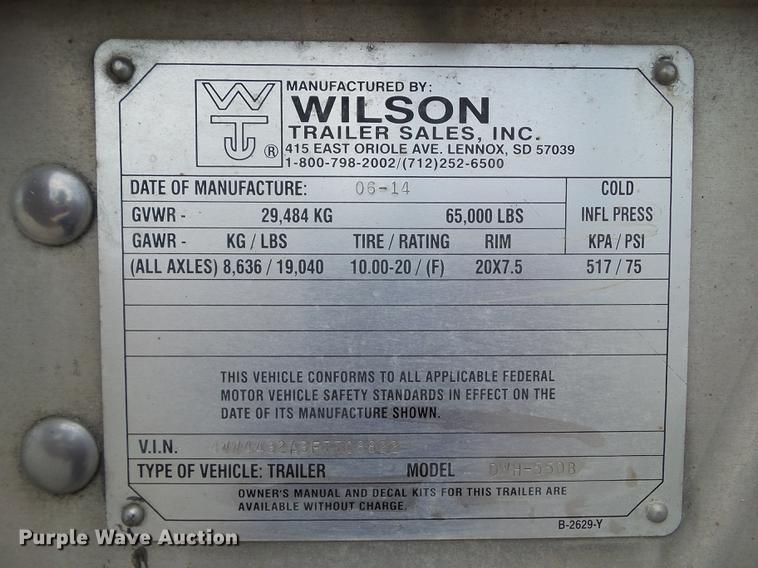 MANUFACTURED BY:
WILSON
TRAILER SALES, INC.
415 EAST ORIOLE AVE. LENNOX, SD 57039
1-800-798-2002/(712)252-6500
WT ®
DATE OF MANUFACTURE: 06-14 COLD
GVWR - 29,484 KG 65,000 LBS INFL PRESS
GAWR - KG / LBS TIRE / RATING RIM KPA / PSI
(ALL AXLES) 8,636 / 19,040 10.00-20 / (F) 20X7.5 517 / 75
THIS VEHICLE CONFORMS TO ALL APPLICABLE FEDERAL
MOTOR VEHICLE SAFETY STANDARDS IN EFFECT ON THE
DATE OF ITS MANUFACTURE SHOWN.
V.I.N.
TYPE OF VEHICLE: TRAILER MODEL DWH-550B
OWNER'S MANUAL AND DECAL KITS FOR THIS TRAILER ARE
AVAILABLE WITHOUT CHARGE.
B-2629-Y
Purple Wave Auction